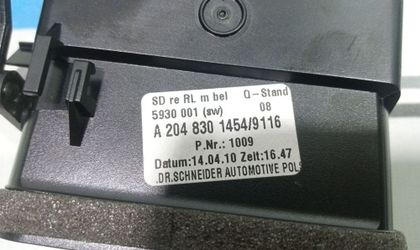 SD re RL m bel Q-Stand
5930 001 (sw) 08
A 204 830 1454/9116
P.Nr.: 1009
Datum:14.04.10 Zeit:16.47
.DR.SCHNEIDER AUTOMOTIVE POLS